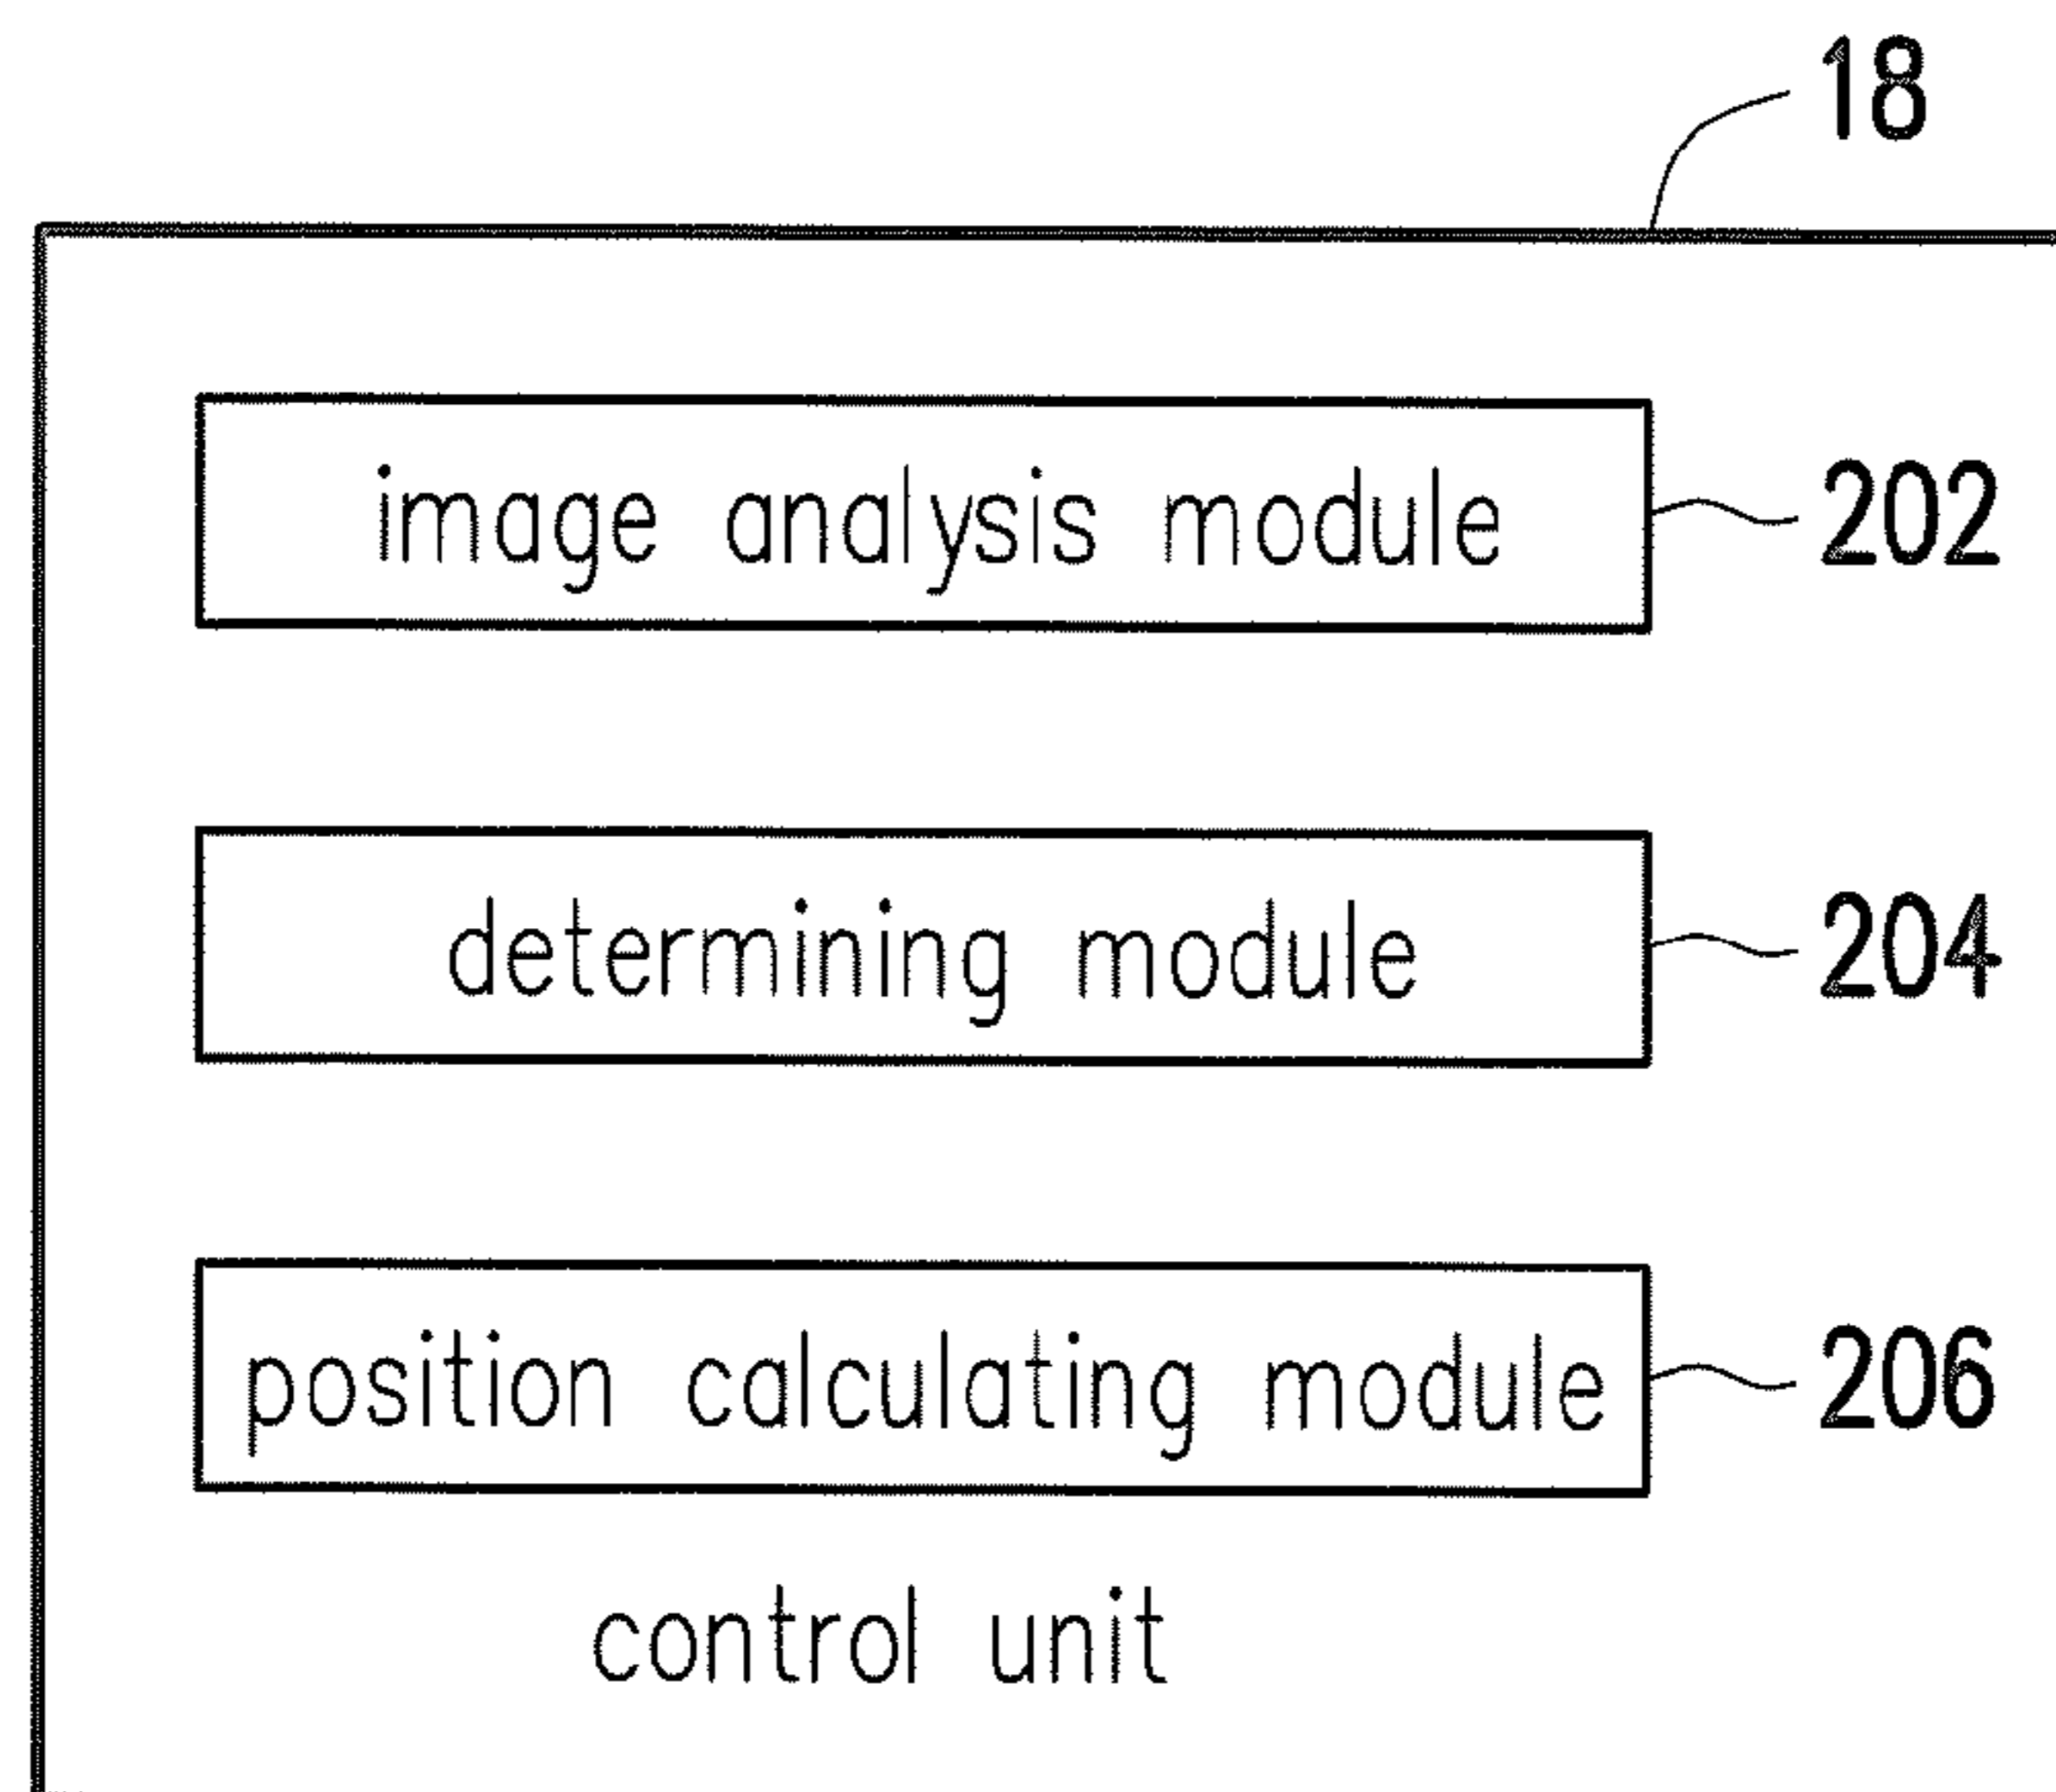 18
image analysis module 202
determining module 204
position calculating module 206
control unit